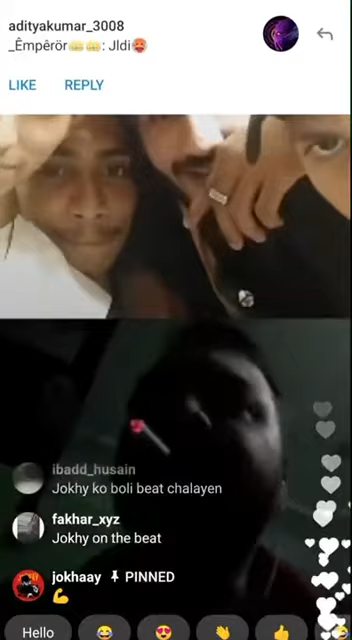 adityakumar_3008
_Êmpêrör👑👑: Jldi🥵
LIKE REPLY
ibadd_husain
Jokhy ko boli beat chalayen
fakhar_xyz
Jokhy on the beat
jokhaay 📌 PINNED
💪
Hello 😂 😍 👏 👍